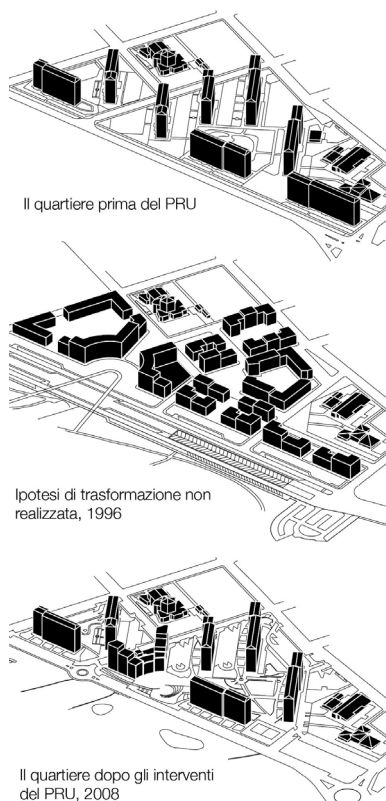 Il quartiere prima del PRU
Ipotesi di trasformazione non
realizzata, 1996
Il quartiere dopo gli interventi
del PRU, 2008